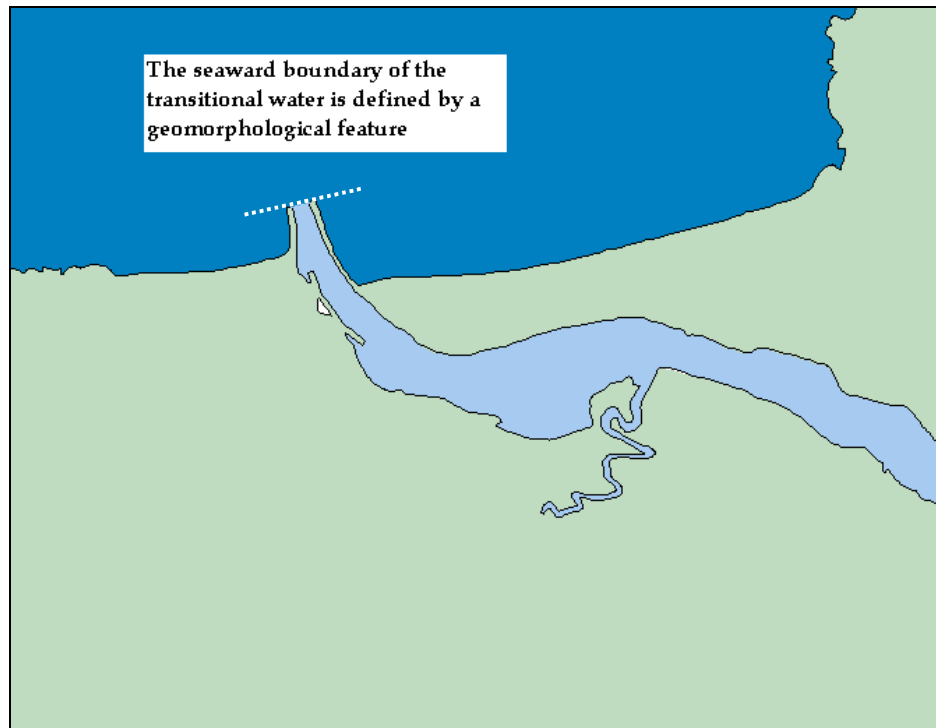 The seaward boundary of the
transitional water is defined by a
geomorphological feature